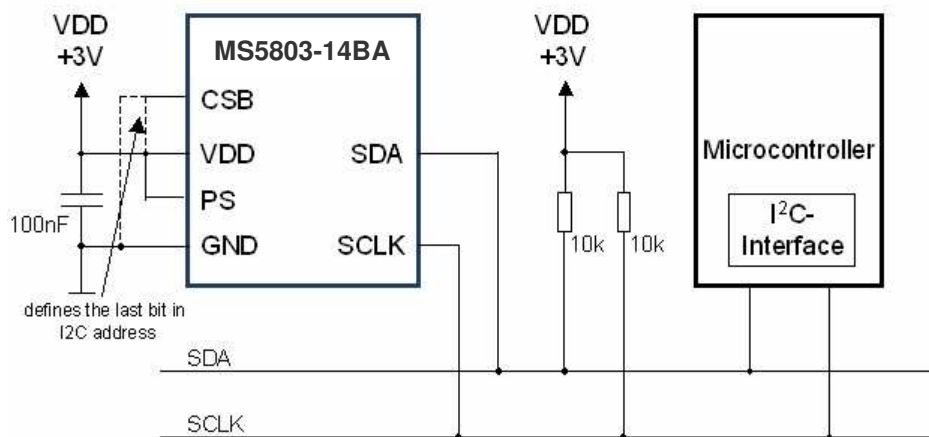 VDD
+3V
MS5803-14BA
CSB
VDD
PS
GND
SDA
SCLK
100nF
defines the last bit in
I2C address
VDD
+3V
10k
10k
Microcontroller
I²C-
Interface
SDA
SCLK